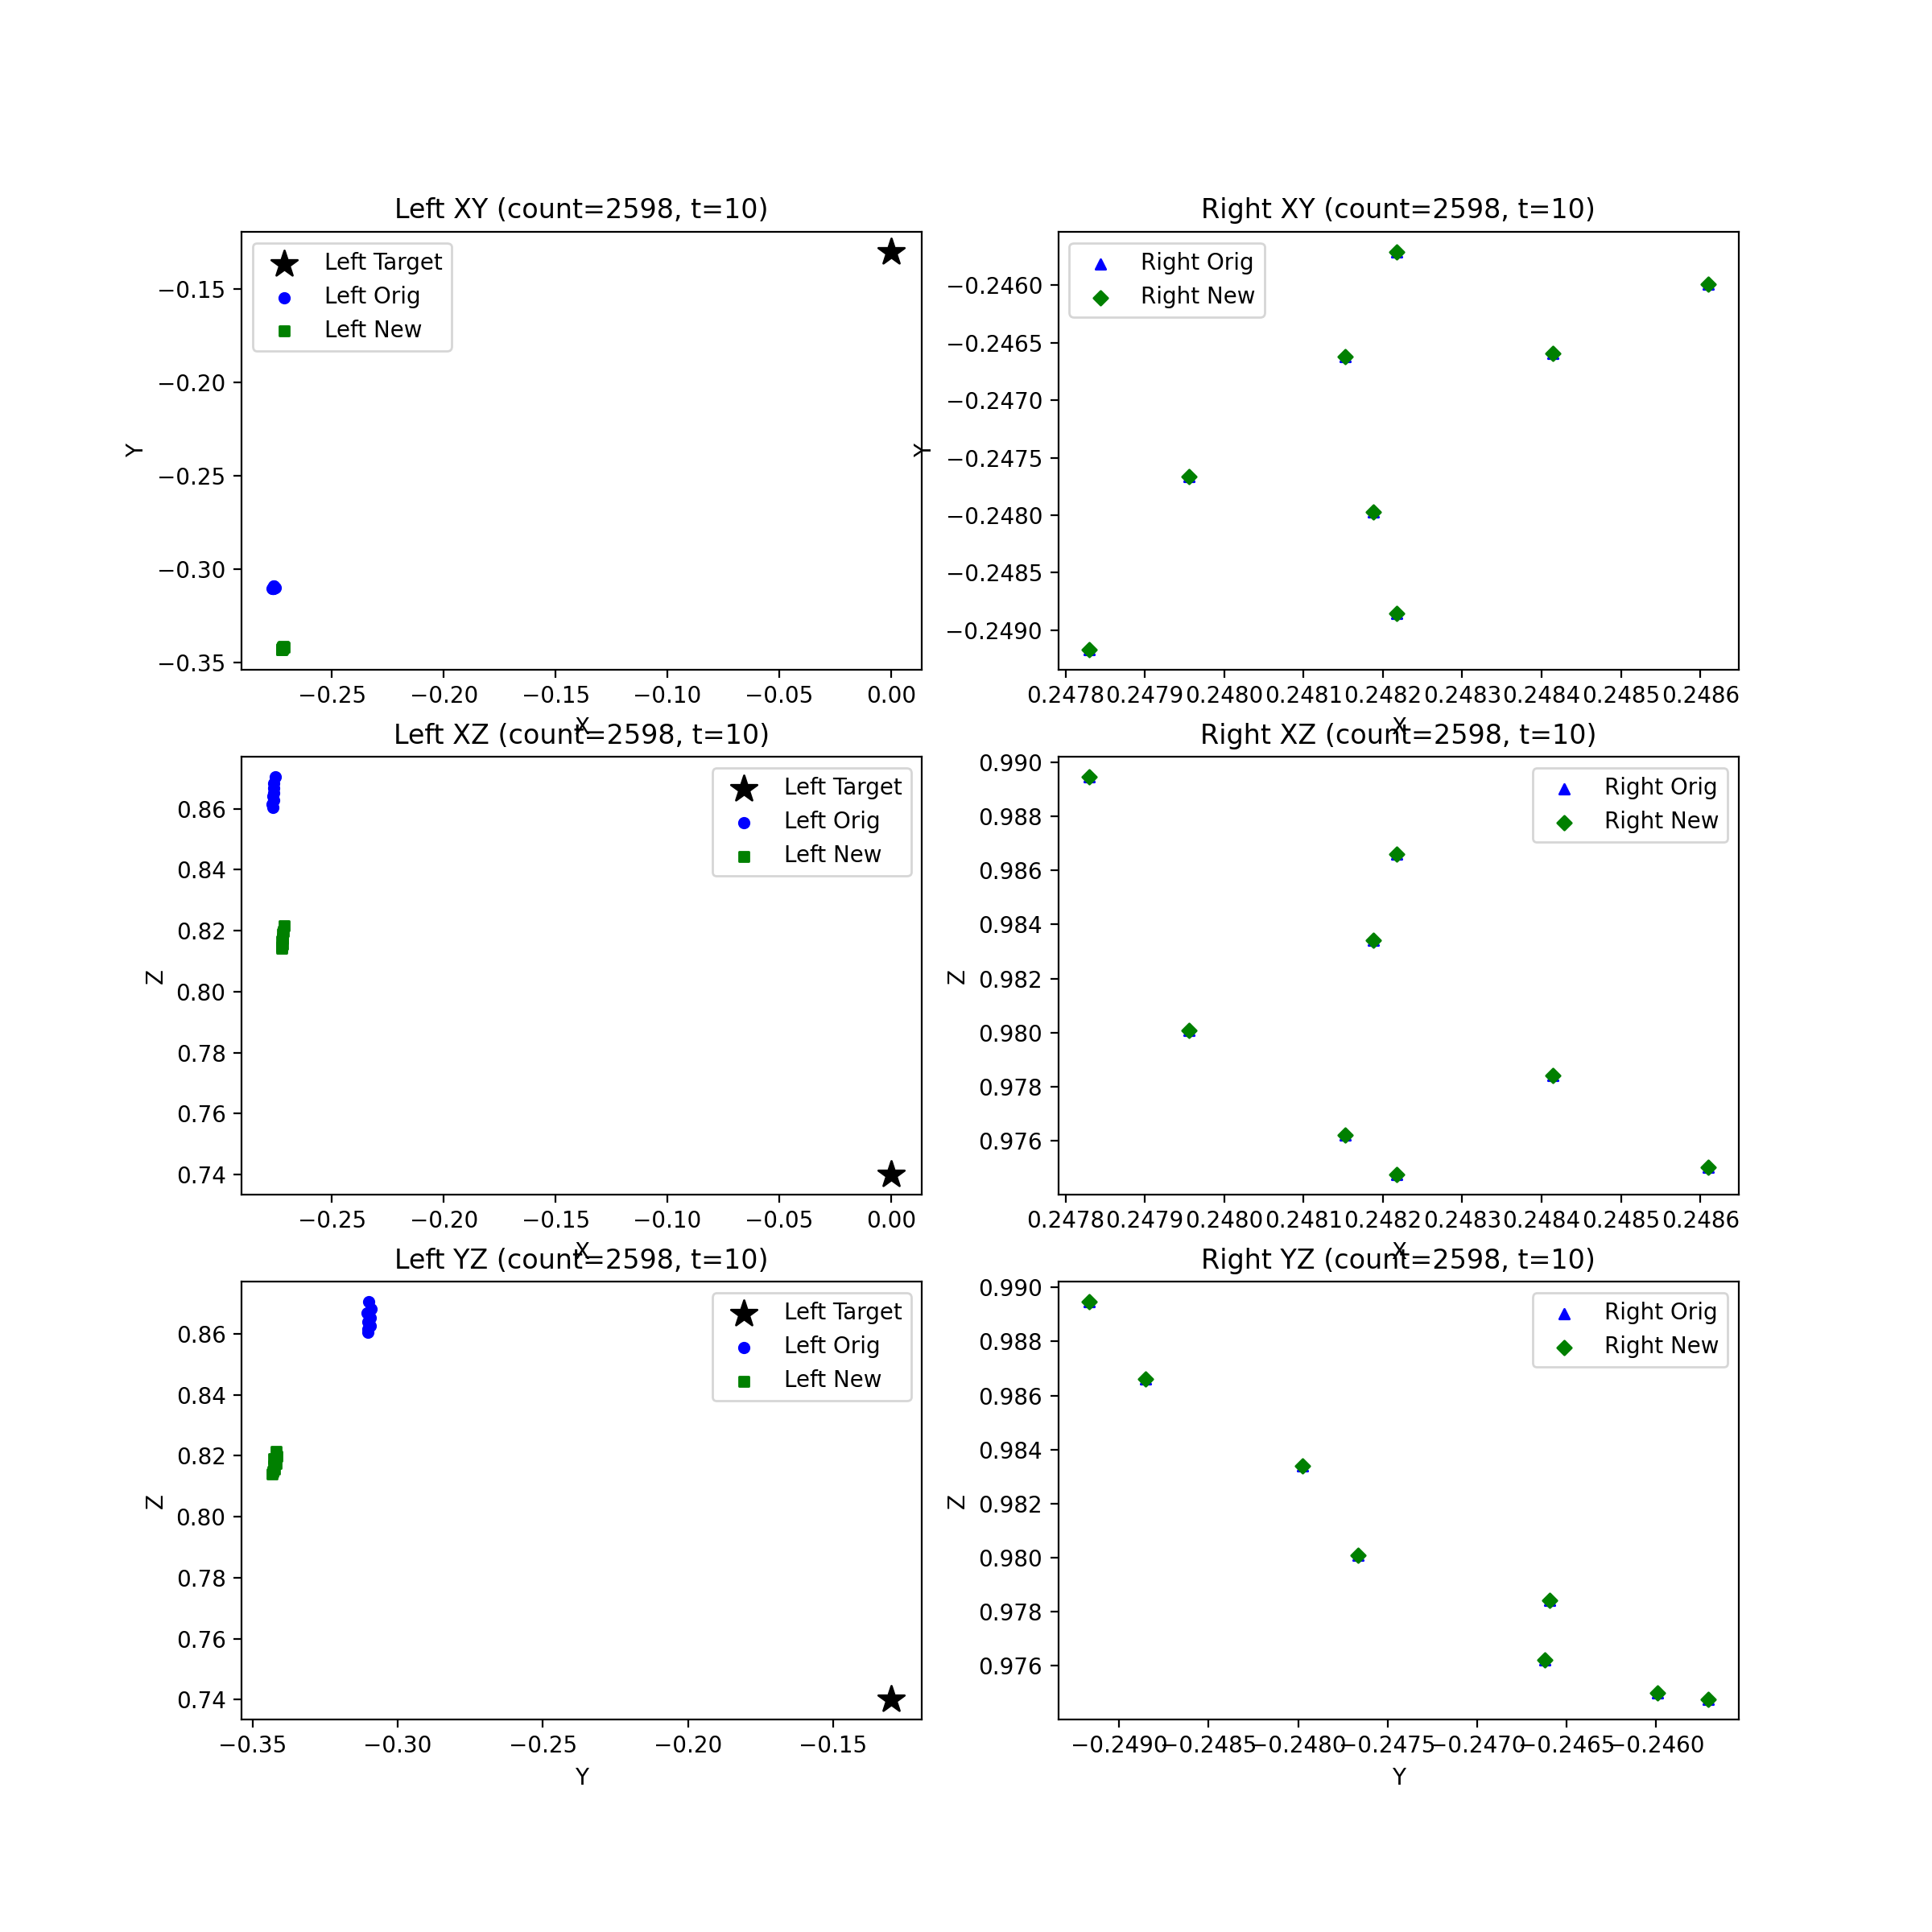 Left XY (count=2598, t=10)
Left Target
Left Orig
Left New
−0.15
−0.20
−0.25
−0.30
−0.35
Y
−0.25
−0.20
−0.15
−0.10
−0.05
0.00
X
Right XY (count=2598, t=10)
Right Orig
Right New
−0.2460
−0.2465
−0.2470
−0.2475
−0.2480
−0.2485
−0.2490
Y
0.2478
0.2479
0.2480
0.2481
0.2482
0.2483
0.2484
0.2485
0.2486
X
Left XZ (count=2598, t=10)
Left Target
Left Orig
Left New
0.86
0.84
0.82
0.80
0.78
0.76
0.74
Z
−0.25
−0.20
−0.15
−0.10
−0.05
0.00
X
Right XZ (count=2598, t=10)
Right Orig
Right New
0.990
0.988
0.986
0.984
0.982
0.980
0.978
0.976
Z
0.2478
0.2479
0.2480
0.2481
0.2482
0.2483
0.2484
0.2485
0.2486
X
Left YZ (count=2598, t=10)
Left Target
Left Orig
Left New
0.86
0.84
0.82
0.80
0.78
0.76
0.74
Z
−0.35
−0.30
−0.25
−0.20
−0.15
Y
Right YZ (count=2598, t=10)
Right Orig
Right New
0.990
0.988
0.986
0.984
0.982
0.980
0.978
0.976
Z
−0.2490
−0.2485
−0.2480
−0.2475
−0.2470
−0.2465
−0.2460
Y